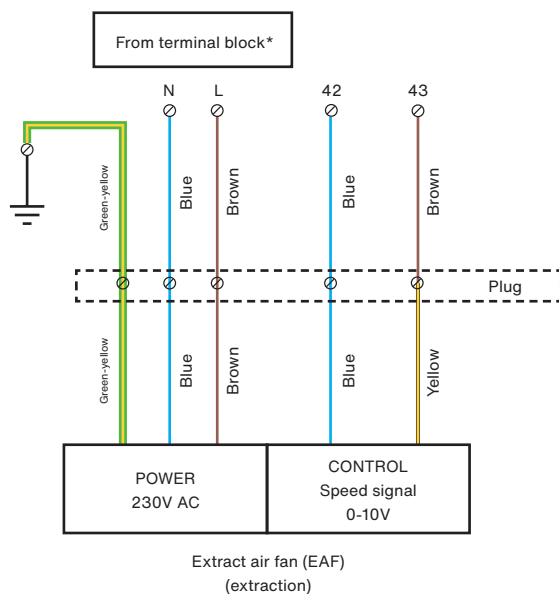 From terminal block*
N L 42 43
Green-yellow Blue Brown Blue Brown
Plug
Green-yellow Blue Brown Blue Yellow
POWER
230V AC
CONTROL
Speed signal
0-10V
Extract air fan (EAF)
(extraction)